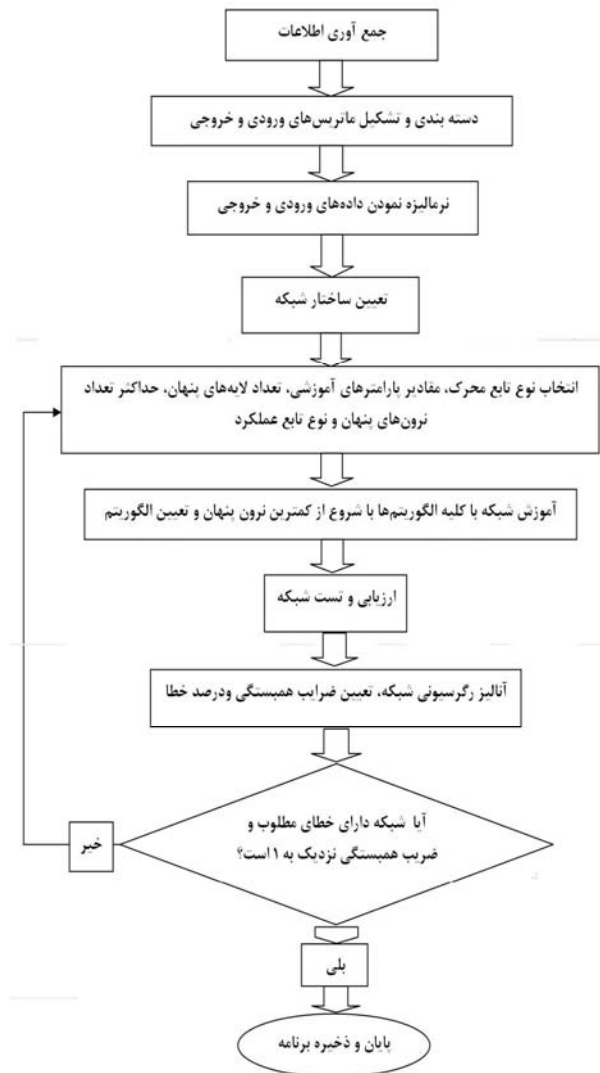 جمع آوری اطلاعات
دسته بندی و تشکیل ماتریس‌های ورودی و خروجی
نرمالیزه نمودن داده‌های ورودی و خروجی
تعیین ساختار شبکه
انتخاب نوع تابع محرک، مقادیر پارامترهای آموزشی، تعداد لایه‌های پنهان، حداکثر تعداد
نرون‌های پنهان و نوع تابع عملکرد
آموزش شبکه با کلیه الگوریتم‌ها با شروع از کمترین نرون پنهان و تعیین الگوریتم
ارزیابی و تست شبکه
آنالیز رگرسیونی شبکه، تعیین ضرایب همبستگی ودرصد خطا
آیا شبکه دارای خطای مطلوب و
ضریب همبستگی نزدیک به ۱ است؟
خیر
بلی
پایان و ذخیره برنامه